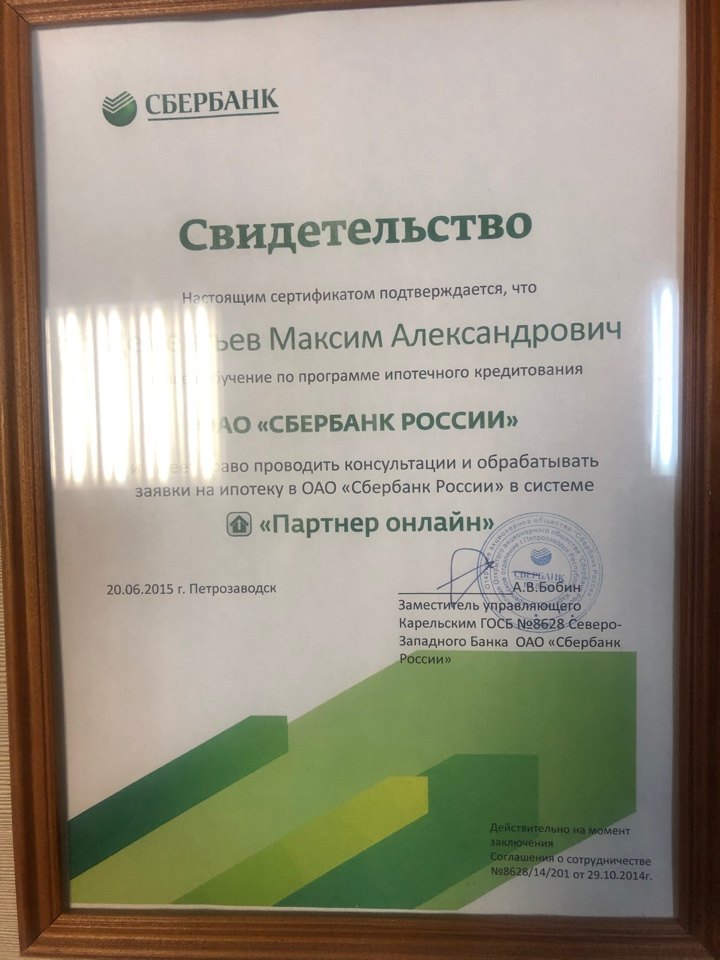 СБЕРБАНК
Свидетельство
Настоящим сертификатом подтверждается, что
Максим Александрович
обучение по программе ипотечного кредитования
ОАО «СБЕРБАНК РОССИИ»
и имеет право проводить консультации и обрабатывать
заявки на ипотеку в ОАО «Сбербанк России» в системе
«Партнер онлайн»
20.06.2015 г. Петрозаводск
А.В.Бобин
Заместитель управляющего
Карельским ГОСБ №8628 Северо-
Западного Банка ОАО «Сбербанк
России»
СБЕРБАНК
Действительно на момент
заключения
Соглашения о сотрудничестве
№8628/14/201 от 29.10.2014г.